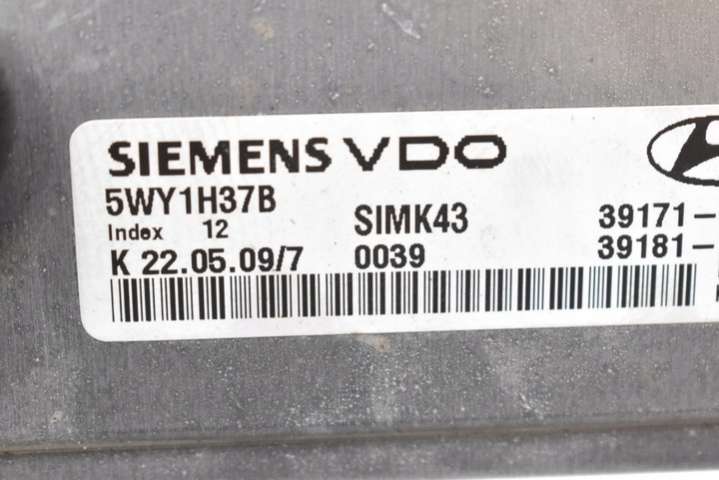 SIEMENS VDO
5WY1H37B
Index 12 SIMK43 39171-
K 22.05.09/7 0039 39181-